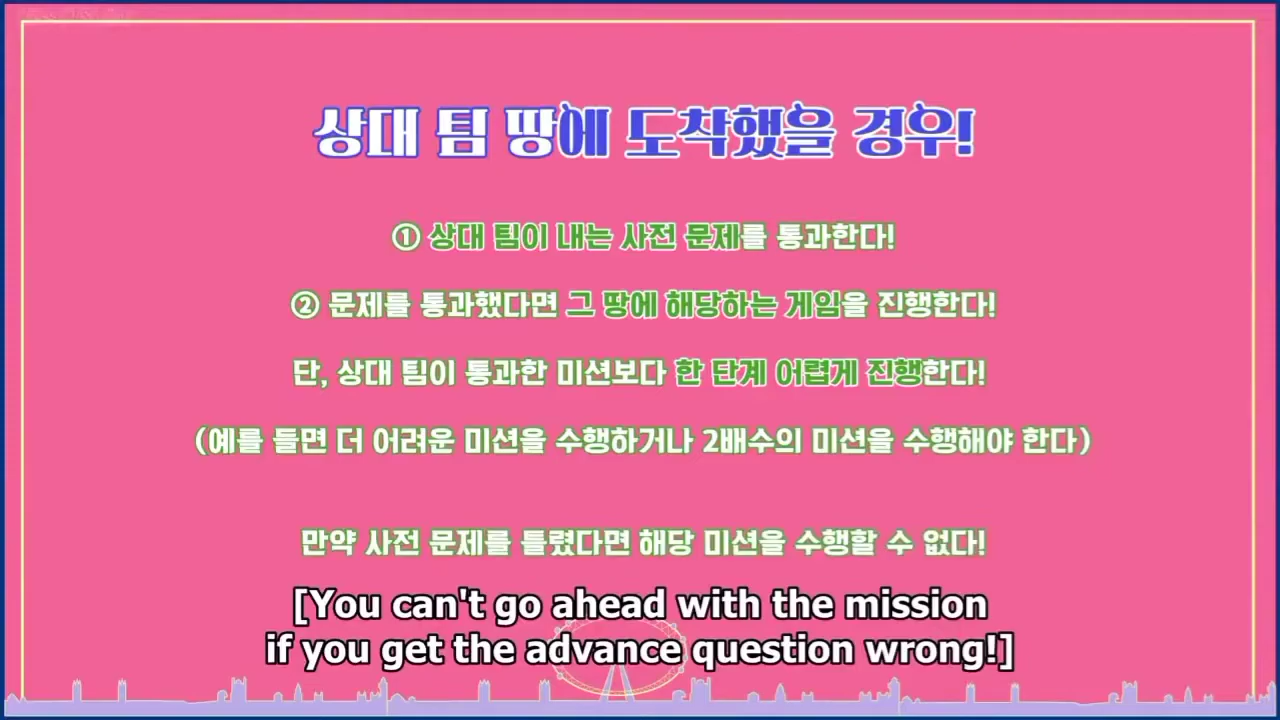 상대 팀 땅에 도착했을 경우!
① 상대 팀이 내는 사전 문제를 통과한다!
② 문제를 통과했다면 그 땅에 해당하는 게임을 진행한다!
단, 상대 팀이 통과한 미션보다 한 단계 어렵게 진행한다!
(예를 들면 더 어려운 미션을 수행하거나 2배수의 미션을 수행해야 한다)
만약 사전 문제를 틀렸다면 해당 미션을 수행할 수 없다!
[You can't go ahead with the mission
if you get the advance question wrong!]